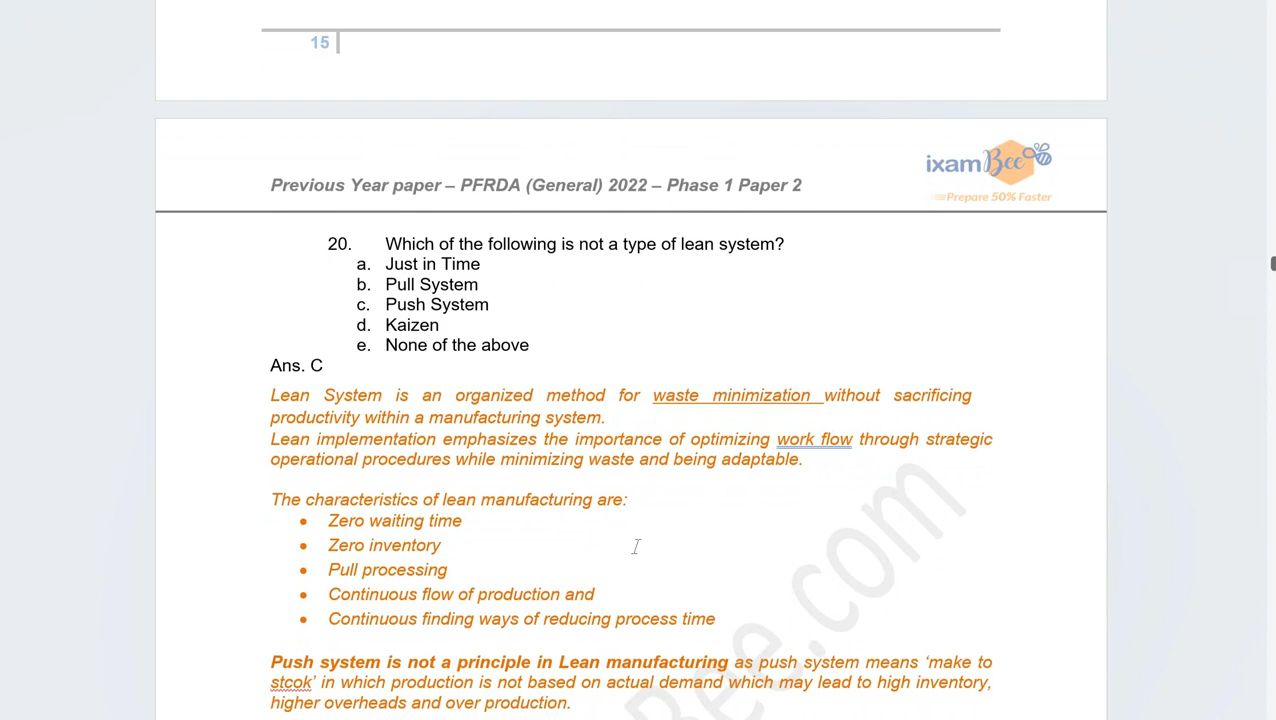 15
ixamBee
Prepare 50% Faster
Previous Year paper – PFRDA (General) 2022 – Phase 1 Paper 2
20. Which of the following is not a type of lean system?
a. Just in Time
b. Pull System
c. Push System
d. Kaizen
e. None of the above
Ans. C
Lean System is an organized method for waste minimization without sacrificing
productivity within a manufacturing system.
Lean implementation emphasizes the importance of optimizing work flow through strategic
operational procedures while minimizing waste and being adaptable.
The characteristics of lean manufacturing are:
• Zero waiting time
• Zero inventory
• Pull processing
• Continuous flow of production and
• Continuous finding ways of reducing process time
Push system is not a principle in Lean manufacturing as push system means ‘make to
stcok’ in which production is not based on actual demand which may lead to high inventory,
higher overheads and over production.
Bee.com